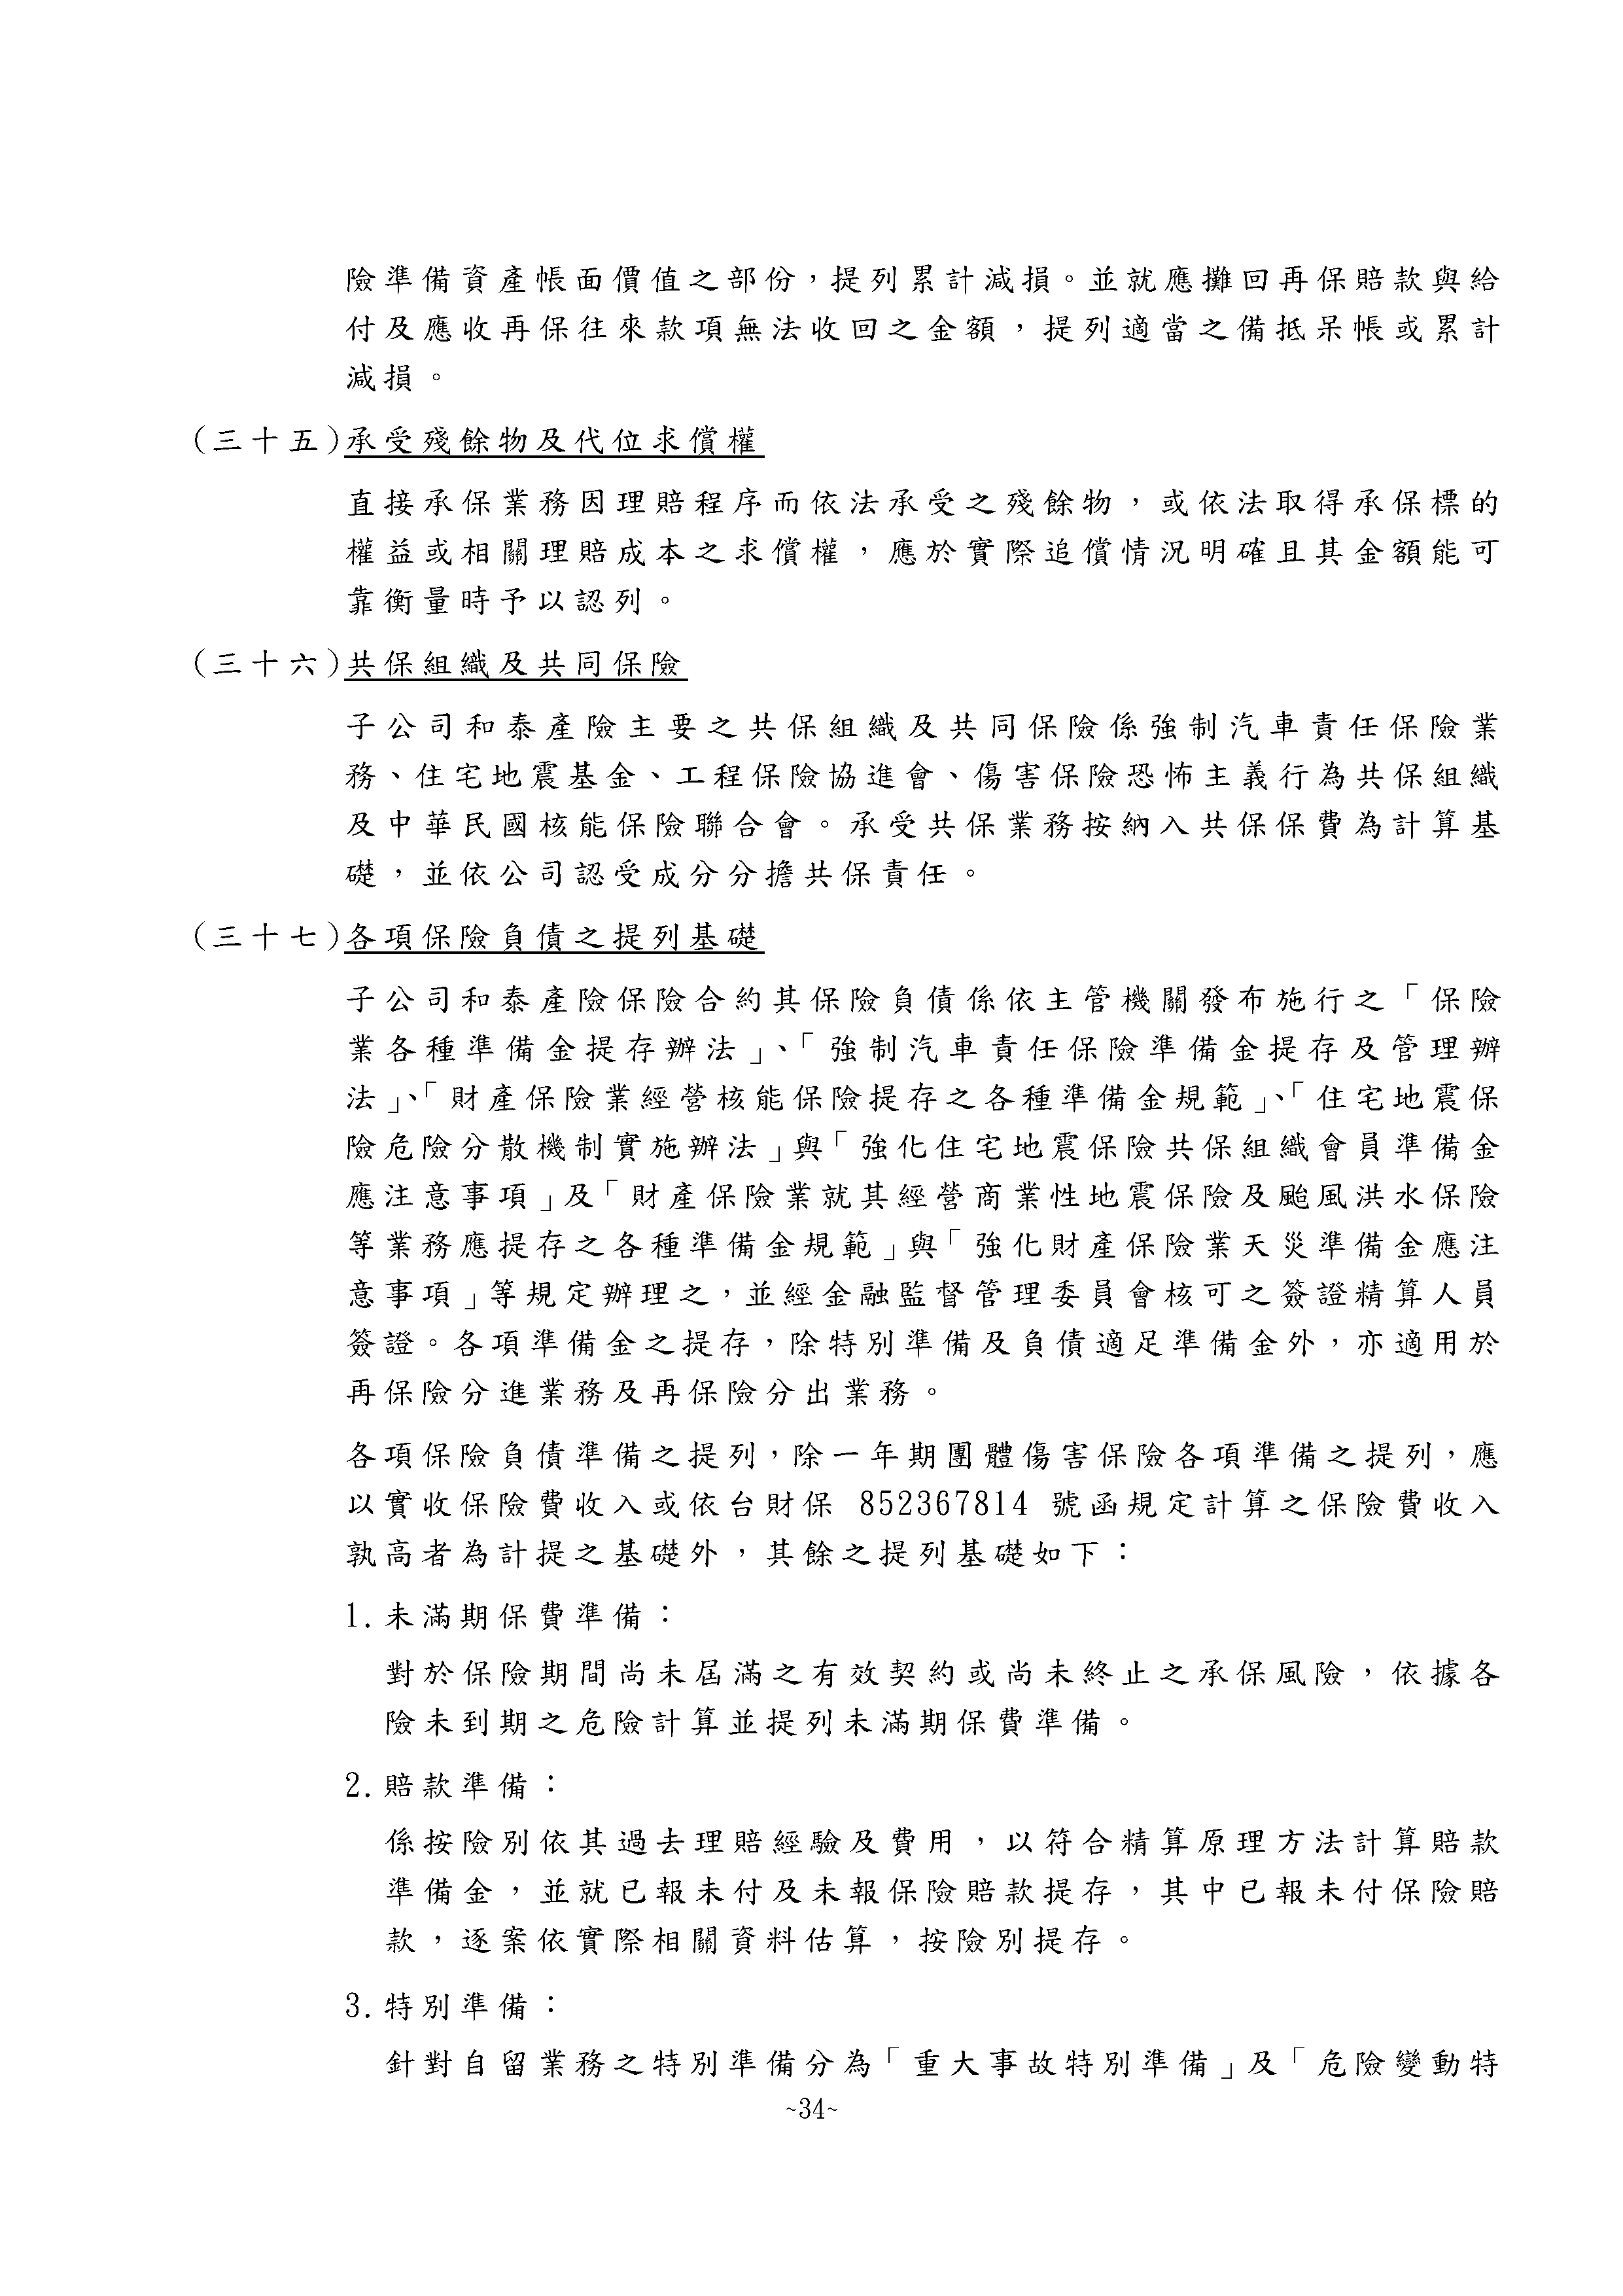 險準備資產帳面價值之部份，提列累計減損。並就應攤回再保賠款與給
付及應收再保往來款項無法收回之金額，提列適當之備抵呆帳或累計
減損。
(三十五)承受殘餘物及代位求償權
直接承保業務因理賠程序而依法承受之殘餘物，或依法取得承保標的
權益或相關理賠成本之求償權，應於實際追償情況明確且其金額能可
靠衡量時予以認列。
(三十六)共保組織及共同保險
子公司和泰產險主要之共保組織及共同保險係強制汽車責任保險業
務、住宅地震基金、工程保險協進會、傷害保險恐怖主義行為共保組織
及中華民國核能保險聯合會。承受共保業務按納入共保保費為計算基
礎，並依公司認受成分分擔共保責任。
(三十七)各項保險負債之提列基礎
子公司和泰產險保險合約其保險負債係依主管機關發布施行之「保險
業各種準備金提存辦法」、「強制汽車責任保險準備金提存及管理辦
法」、「財產保險業經營核能保險提存之各種準備金規範」、「住宅地震保
險危險分散機制實施辦法」與「強化住宅地震保險共保組織會員準備金
應注意事項」及「財產保險業就其經營商業性地震保險及颱風洪水保險
等業務應提存之各種準備金規範」與「強化財產保險業天災準備金應注
意事項」等規定辦理之，並經金融監督管理委員會核可之簽證精算人員
簽證。各項準備金之提存，除特別準備及負債適足準備金外，亦適用於
再保險分進業務及再保險分出業務。
各項保險負債準備之提列，除一年期團體傷害保險各項準備之提列，應
以實收保險費收入或依台財保 852367814 號函規定計算之保險費收入
孰高者為計提之基礎外，其餘之提列基礎如下：
1.未滿期保費準備：
對於保險期間尚未屆滿之有效契約或尚未終止之承保風險，依據各
險未到期之危險計算並提列未滿期保費準備。
2.賠款準備：
係按險別依其過去理賠經驗及費用，以符合精算原理方法計算賠款
準備金，並就已報未付及未報保險賠款提存，其中已報未付保險賠
款，逐案依實際相關資料估算，按險別提存。
3.特別準備：
針對自留業務之特別準備分為「重大事故特別準備」及「危險變動特
~34~